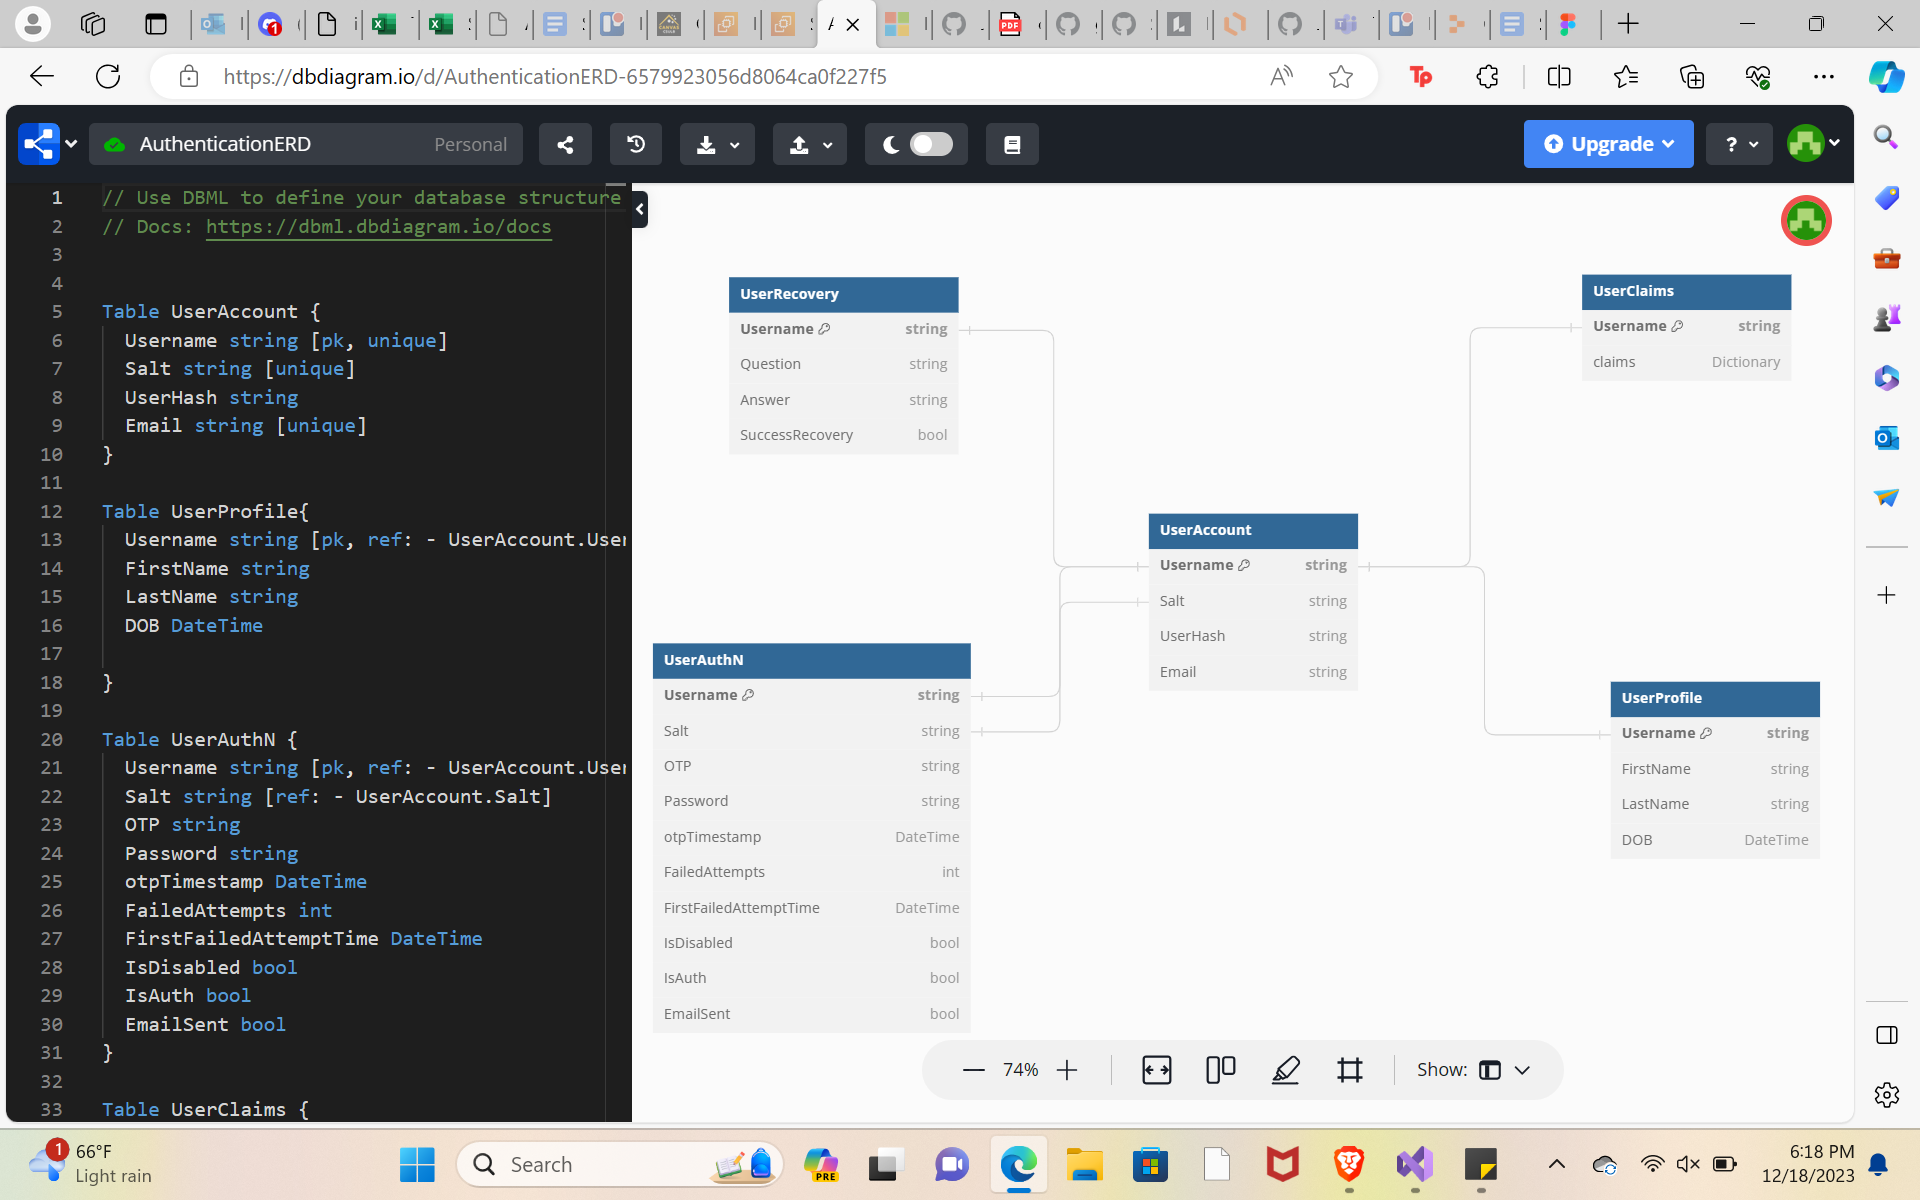 https://dbdiagram.io/d/AuthenticationERD-6579923056d8064ca0f227f5
AuthenticationERD
Personal
Upgrade
?
1 // Use DBML to define your database structure
2 // Docs: https://dbml.dbdiagram.io/docs
3
4
5 Table UserAccount {
6 Username string [pk, unique]
7 Salt string [unique]
8 UserHash string
9 Email string [unique]
10 }
11
12 Table UserProfile{
13 Username string [pk, ref: - UserAccount.User
14 FirstName string
15 LastName string
16 DOB DateTime
17
18 }
19
20 Table UserAuthN {
21 Username string [pk, ref: - UserAccount.User
22 Salt string [ref: - UserAccount.Salt]
23 OTP string
24 Password string
25 otpTimestamp DateTime
26 FailedAttempts int
27 FirstFailedAttemptTime DateTime
28 IsDisabled bool
29 IsAuth bool
30 EmailSent bool
31 }
32
33 Table UserClaims {
UserRecovery
Username string
Question string
Answer string
SuccessRecovery bool
UserClaims
Username string
claims Dictionary
UserAccount
Username string
Salt string
UserHash string
Email string
UserAuthN
Username string
Salt string
OTP string
Password string
otpTimestamp DateTime
FailedAttempts int
FirstFailedAttemptTime DateTime
IsDisabled bool
IsAuth bool
EmailSent bool
UserProfile
Username string
FirstName string
LastName string
DOB DateTime
74%
Show:
1
66°F
Light rain
Search
PRE
6:18 PM
12/18/2023